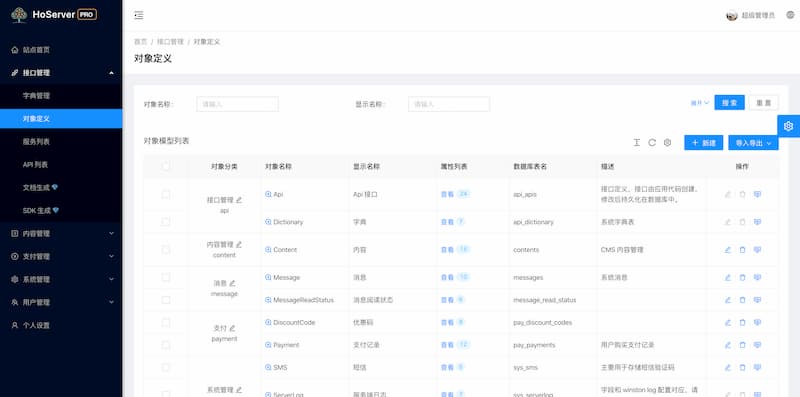 HoServer PRO
超级管理员
站点首页
接口管理
字典管理
对象定义
服务列表
API 列表
文档生成
SDK 生成
内容管理
支付管理
系统管理
用户管理
个人设置
首页 / 接口管理 / 对象定义
对象定义
对象名称: 请输入 显示名称: 请输入 展开 搜 索 重 置
对象模型列表 新建 导入导出
对象分类 对象名称 显示名称 属性列表 数据库表名 描述 操作
接口管理
api
Api Api 接口 查看 24 api_apis 接口定义，接口由应用代码创建，
修改后持久化在数据库中。
Dictionary 字典 查看 7 api_dictionary 系统字典表
内容管理
content
Content 内容 查看 contents CMS 内容管理
消息
message
Message 消息 查看 10 messages 系统消息
MessageReadStatus 消息阅读状态 查看 message_read_status
支付
payment
DiscountCode 优惠码 查看 pay_discount_codes
Payment 支付记录 查看 12 pay_payments 用户购买支付记录
SMS 短信 查看 sys_sms 主要用于存储短信验证码
系统管理
ServerLog 服务端日志 查看 7 sys_serverlog 字段和 winston log 配置对应，请